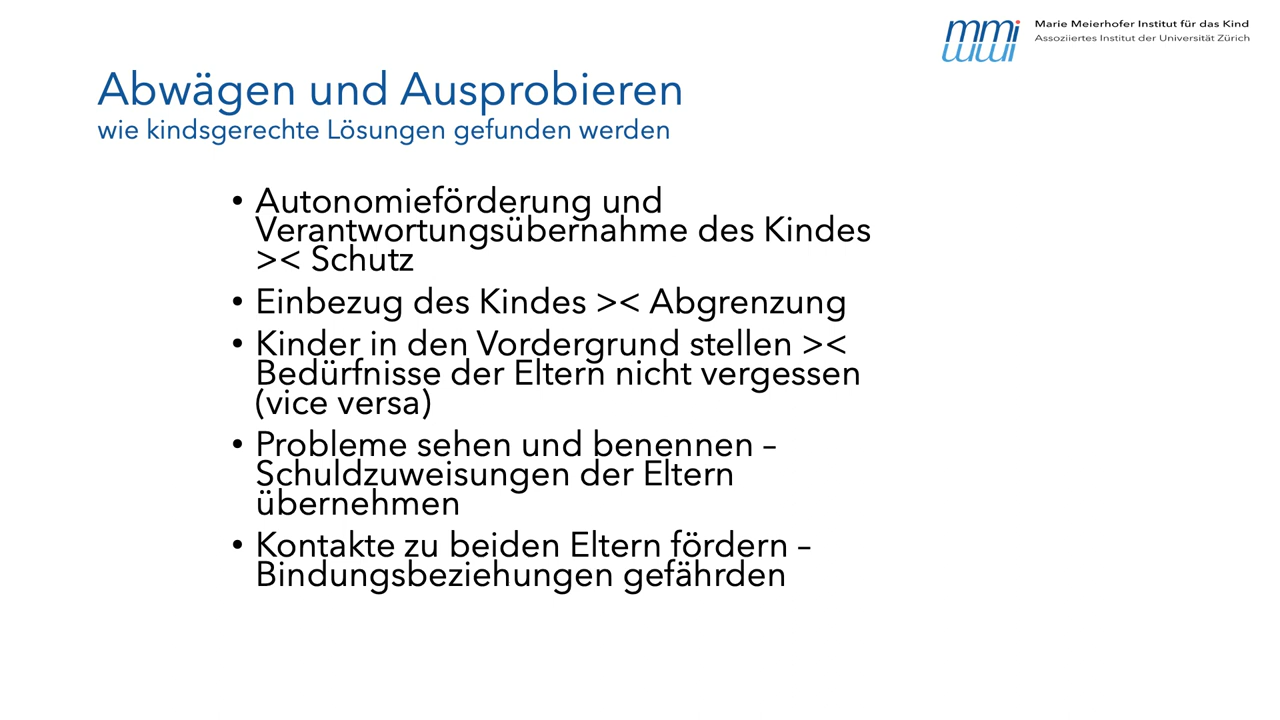 mmi
Marie Meierhofer Institut für das Kind
Assoziiertes Institut der Universität Zürich
Abwägen und Ausprobieren
wie kindsgerechte Lösungen gefunden werden
• Autonomieförderung und
Verantwortungsübernahme des Kindes
>< Schutz
• Einbezug des Kindes >< Abgrenzung
• Kinder in den Vordergrund stellen ><
Bedürfnisse der Eltern nicht vergessen
(vice versa)
• Probleme sehen und benennen –
Schuldzuweisungen der Eltern
übernehmen
• Kontakte zu beiden Eltern fördern –
Bindungsbeziehungen gefährden